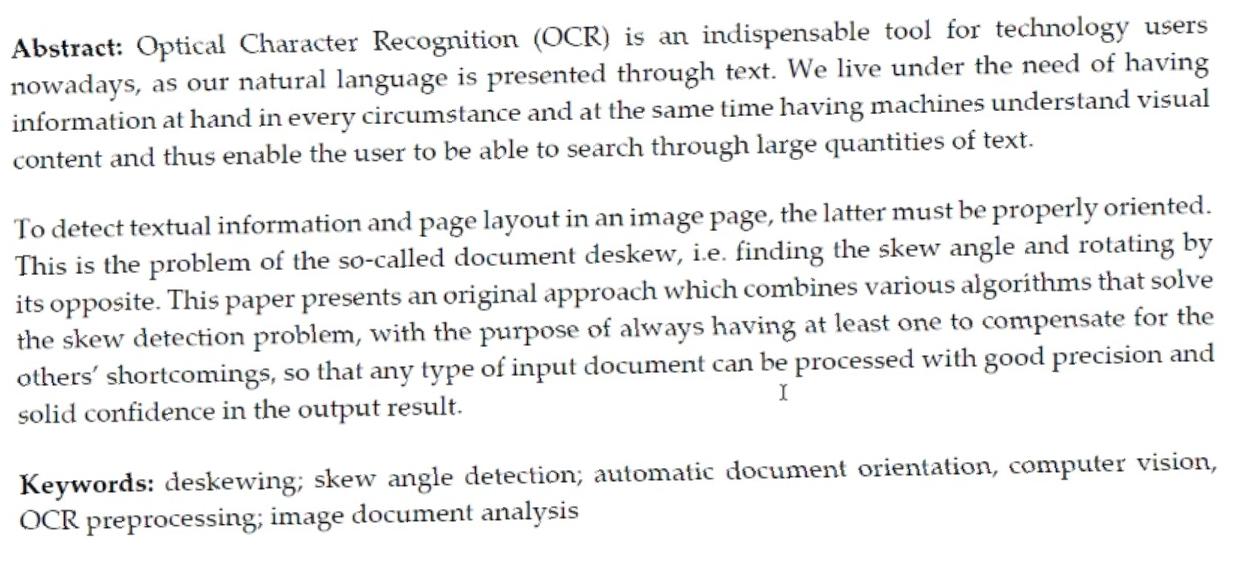 Abstract: Optical Character Recognition (OCR) is an indispensable tool for technology users
nowadays, as our natural language is presented through text. We live under the need of having
information at hand in every circumstance and at the same time having machines understand visual
content and thus enable the user to be able to search through large quantities of text.
To detect textual information and page layout in an image page, the latter must be properly oriented.
This is the problem of the so-called document deskew, i.e. finding the skew angle and rotating by
its opposite. This paper presents an original approach which combines various algorithms that solve
the skew detection problem, with the purpose of always having at least one to compensate for the
others' shortcomings, so that any type of input document can be processed with good precision and
solid confidence in the output result.
Keywords: deskewing; skew angle detection; automatic document orientation, computer vision,
OCR preprocessing; image document analysis